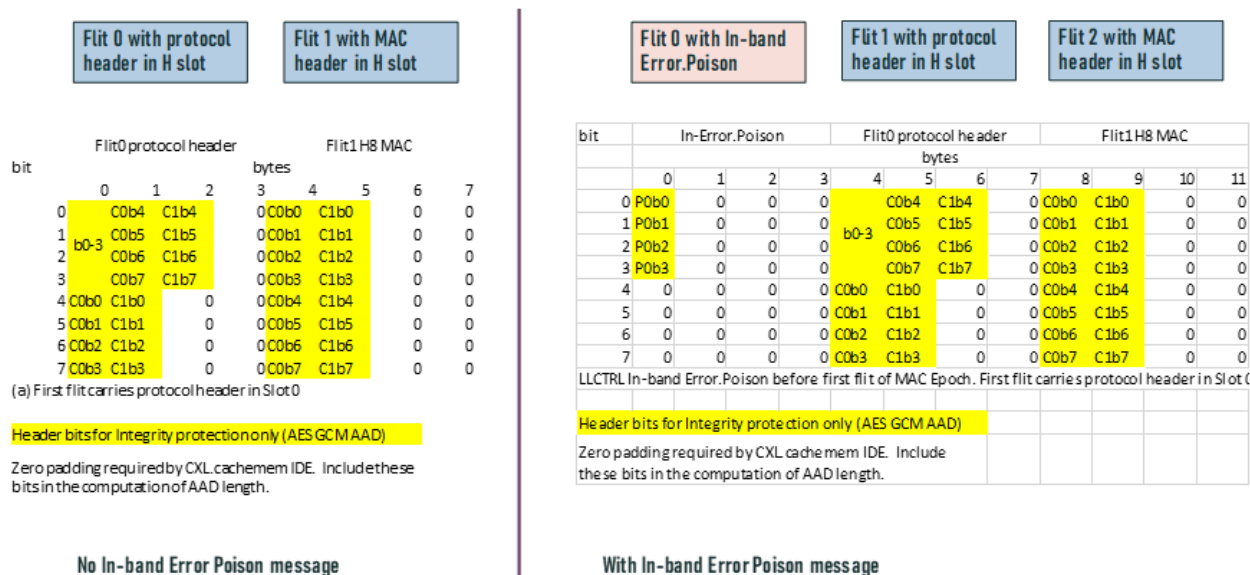 Flit 0 with protocol
header in H slot
Flit 1 with MAC
header in H slot
Flit0 protocol header Flit1 H8 MAC
bit bytes
0 1 2 3 4 5 6 7
0 C0b4 C1b4 0 C0b0 C1b0 0 0
1 C0b5 C1b5 0 C0b1 C1b1 0 0
b0-3
2 C0b6 C1b6 0 C0b2 C1b2 0 0
3 C0b7 C1b7 0 C0b3 C1b3 0 0
4 C0b0 C1b0 0 0 C0b4 C1b4 0 0
5 C0b1 C1b1 0 0 C0b5 C1b5 0 0
6 C0b2 C1b2 0 0 C0b6 C1b6 0 0
7 C0b3 C1b3 0 0 C0b7 C1b7 0 0
(a) First flit carries protocol header in Slot 0
Header bits for Integrity protection only (AES GCM AAD)
Zero padding required by CXL.cachemem IDE. Include these
bits in the computation of AAD length.
No In-band Error Poison message
Flit 0 with In-band
Error.Poison
Flit 1 with protocol
header in H slot
Flit 2 with MAC
header in H slot
bit In-Error.Poison Flit0 protocol header Flit1 H8 MAC
bytes
0 1 2 3 4 5 6 7 8 9 10 11
0 P0b0 0 0 0 C0b4 C1b4 0 C0b0 C1b0 0 0
1 P0b1 0 0 0 C0b5 C1b5 0 C0b1 C1b1 0 0
b0-3
2 P0b2 0 0 0 C0b6 C1b6 0 C0b2 C1b2 0 0
3 P0b3 0 0 0 C0b7 C1b7 0 C0b3 C1b3 0 0
4 0 0 0 0 C0b0 C1b0 0 0 C0b4 C1b4 0 0
5 0 0 0 0 C0b1 C1b1 0 0 C0b5 C1b5 0 0
6 0 0 0 0 C0b2 C1b2 0 0 C0b6 C1b6 0 0
7 0 0 0 0 C0b3 C1b3 0 0 C0b7 C1b7 0 0
LLCTRL In-band Error.Poison before first flit of MAC Epoch. First flit carries protocol header in Slot 0
Header bits for Integrity protection only (AES GCM AAD)
Zero padding required by CXL cachemem IDE. Include
these bits in the computation of AAD length.
With In-band Error Poison message